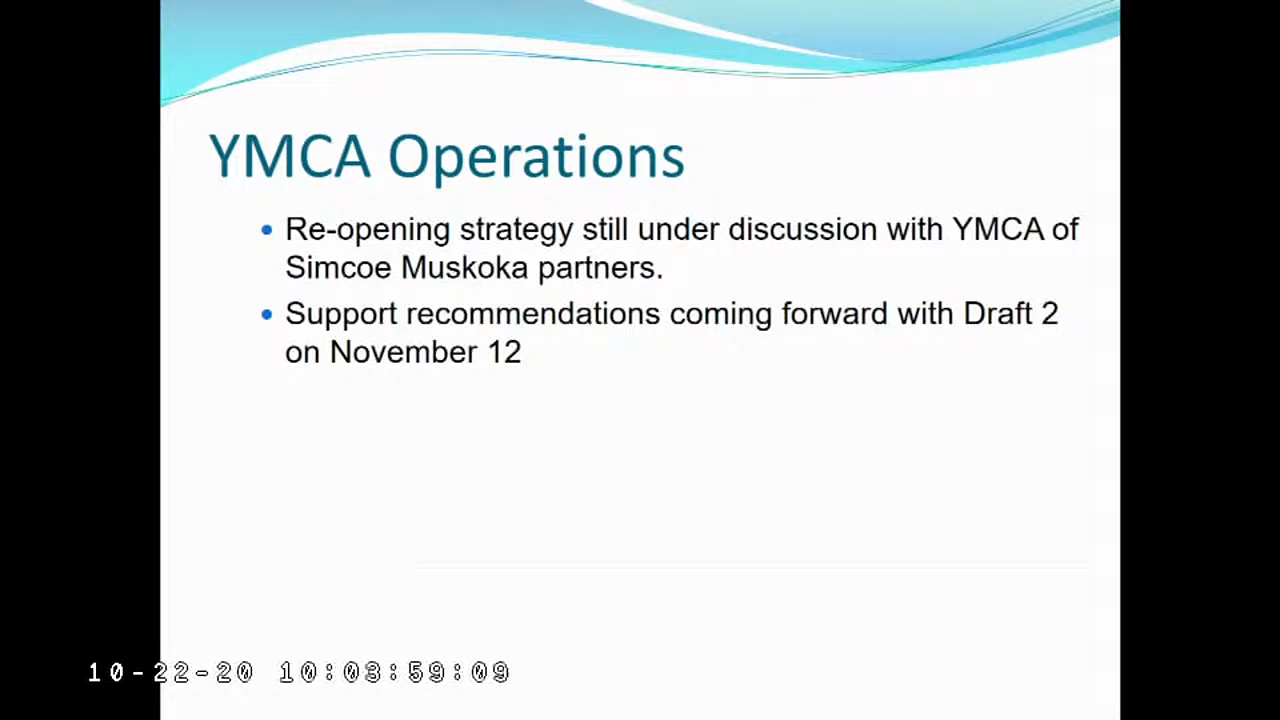 YMCA Operations
Re-opening strategy still under discussion with YMCA of
Simcoe Muskoka partners.
Support recommendations coming forward with Draft 2
on November 12
10-22-20 10:03:59:09